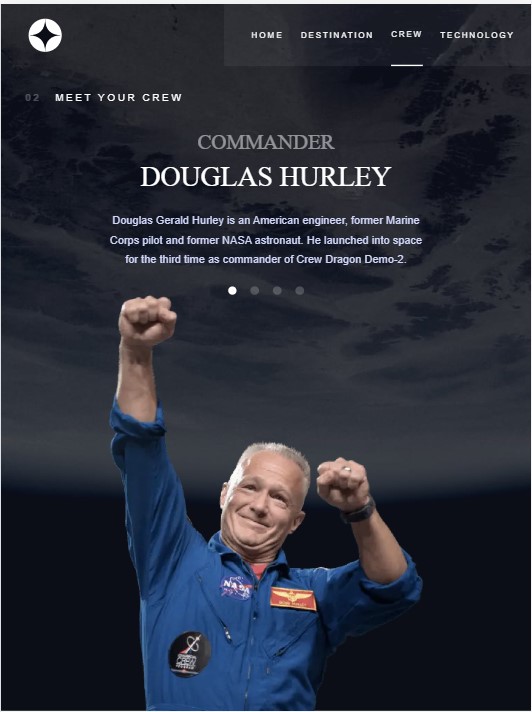 HOME DESTINATION CREW TECHNOLOGY
02 MEET YOUR CREW
COMMANDER
DOUGLAS HURLEY
Douglas Gerald Hurley is an American engineer, former Marine
Corps pilot and former NASA astronaut. He launched into space
for the third time as commander of Crew Dragon Demo-2.
NASA
CREW